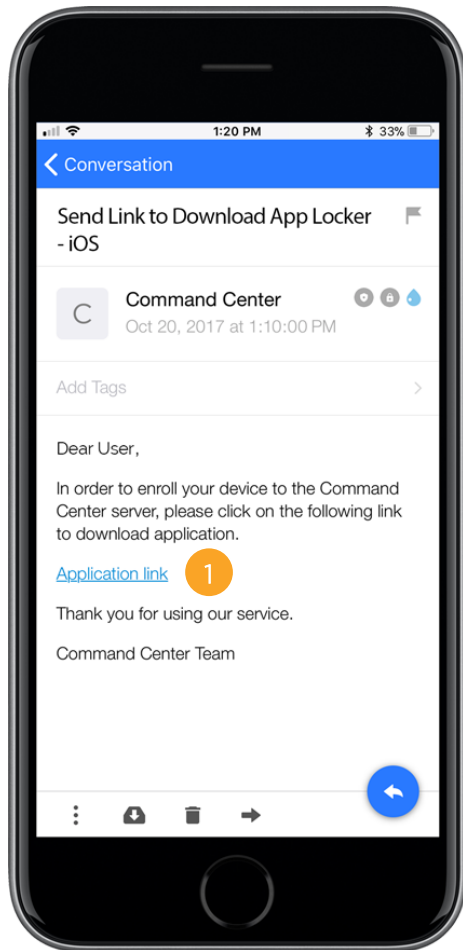 1:20 PM
33%
Conversation
Send Link to Download App Locker
- iOS
C
Command Center
Oct 20, 2017 at 1:10:00 PM
Add Tags
Dear User,
In order to enroll your device to the Command
Center server, please click on the following link
to download application.
Application link
1
Thank you for using our service.
Command Center Team